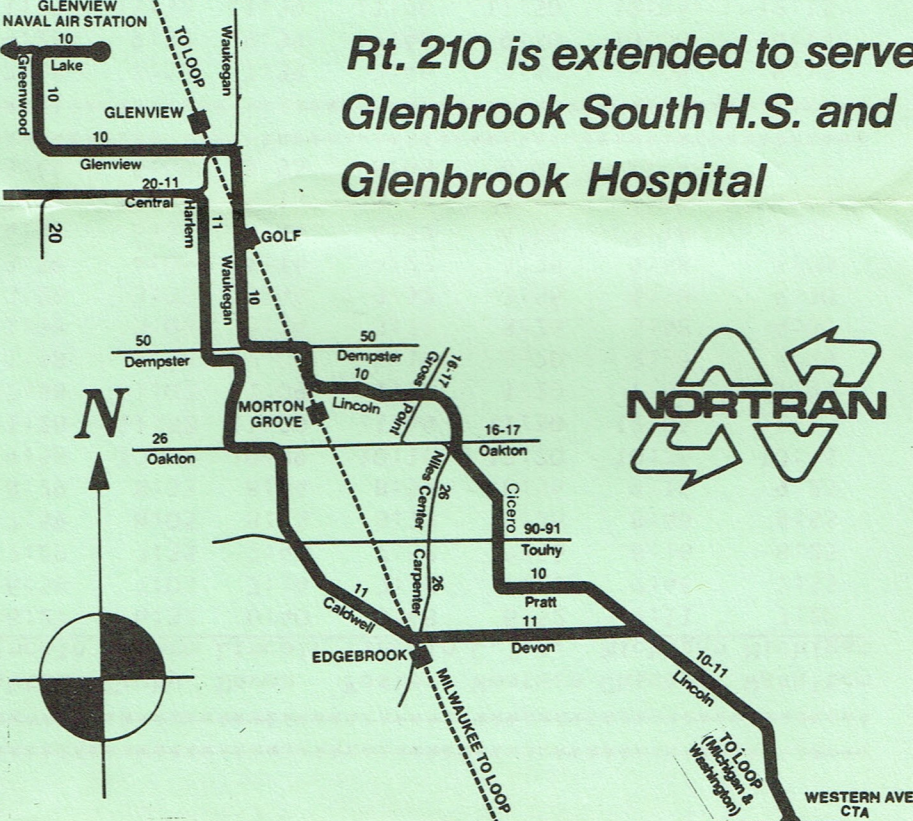 GLENVIEW
NAVAL AIR STATION
10
Lake
Greenwood
10
TO LOOP
Waukegan
Rt. 210 is extended to serve
Glenbrook South H.S. and
Glenbrook Hospital
GLENVIEW
10
Glenview
20-11
Central
Harlem
11
20
GOLF
Waukegan
10
50
Dempster
50
Dempster
10
Lincoln
16-17
Gross
Point
MORTON
GROVE
N
NORTRAN
26
Oakton
16-17
Oakton
Niles Center
26
Cicero
90-91
Touhy
Carpenter
26
10
Pratt
11
Caldwell
11
Devon
EDGEBROOK
MILWAUKEE TO LOOP
10-11
Lincoln
TO LOOP
(Michigan &
Washington)
WESTERN AVE
CTA